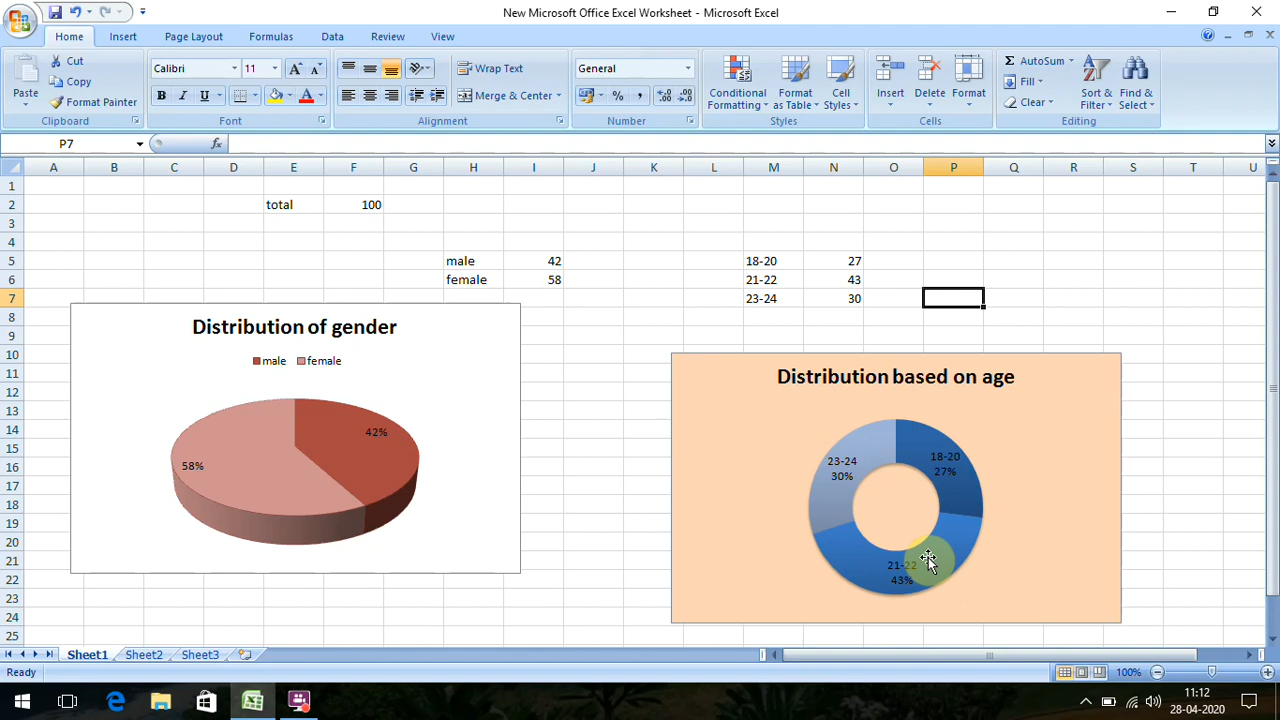 New Microsoft Office Excel Worksheet - Microsoft Excel
Home Insert Page Layout Formulas Data Review View
Paste
Cut
Copy
Format Painter
Clipboard
Calibri 11
B I U
Font
Wrap Text
Merge & Center
Alignment
General
% ,
Number
Conditional Formatting
Format as Table
Cell Styles
Styles
Insert Delete Format
Cells
Σ AutoSum
Fill
Clear
Sort & Filter
Find & Select
Editing
P7 fx
A B C D E F G H I J K L M N O P Q R S T U
1
2 total 100
3
4
5 male 42 18-20 27
6 female 58 21-22 43
7 23-24 30
8
9
10
11
12
13
14
15
16
17
18
19
20
21
22
23
24
25
Distribution of gender
male female
42%
58%
Distribution based on age
18-20
27%
23-24
30%
21-22
43%
Sheet1 Sheet2 Sheet3
Ready 100%
11:12
28-04-2020